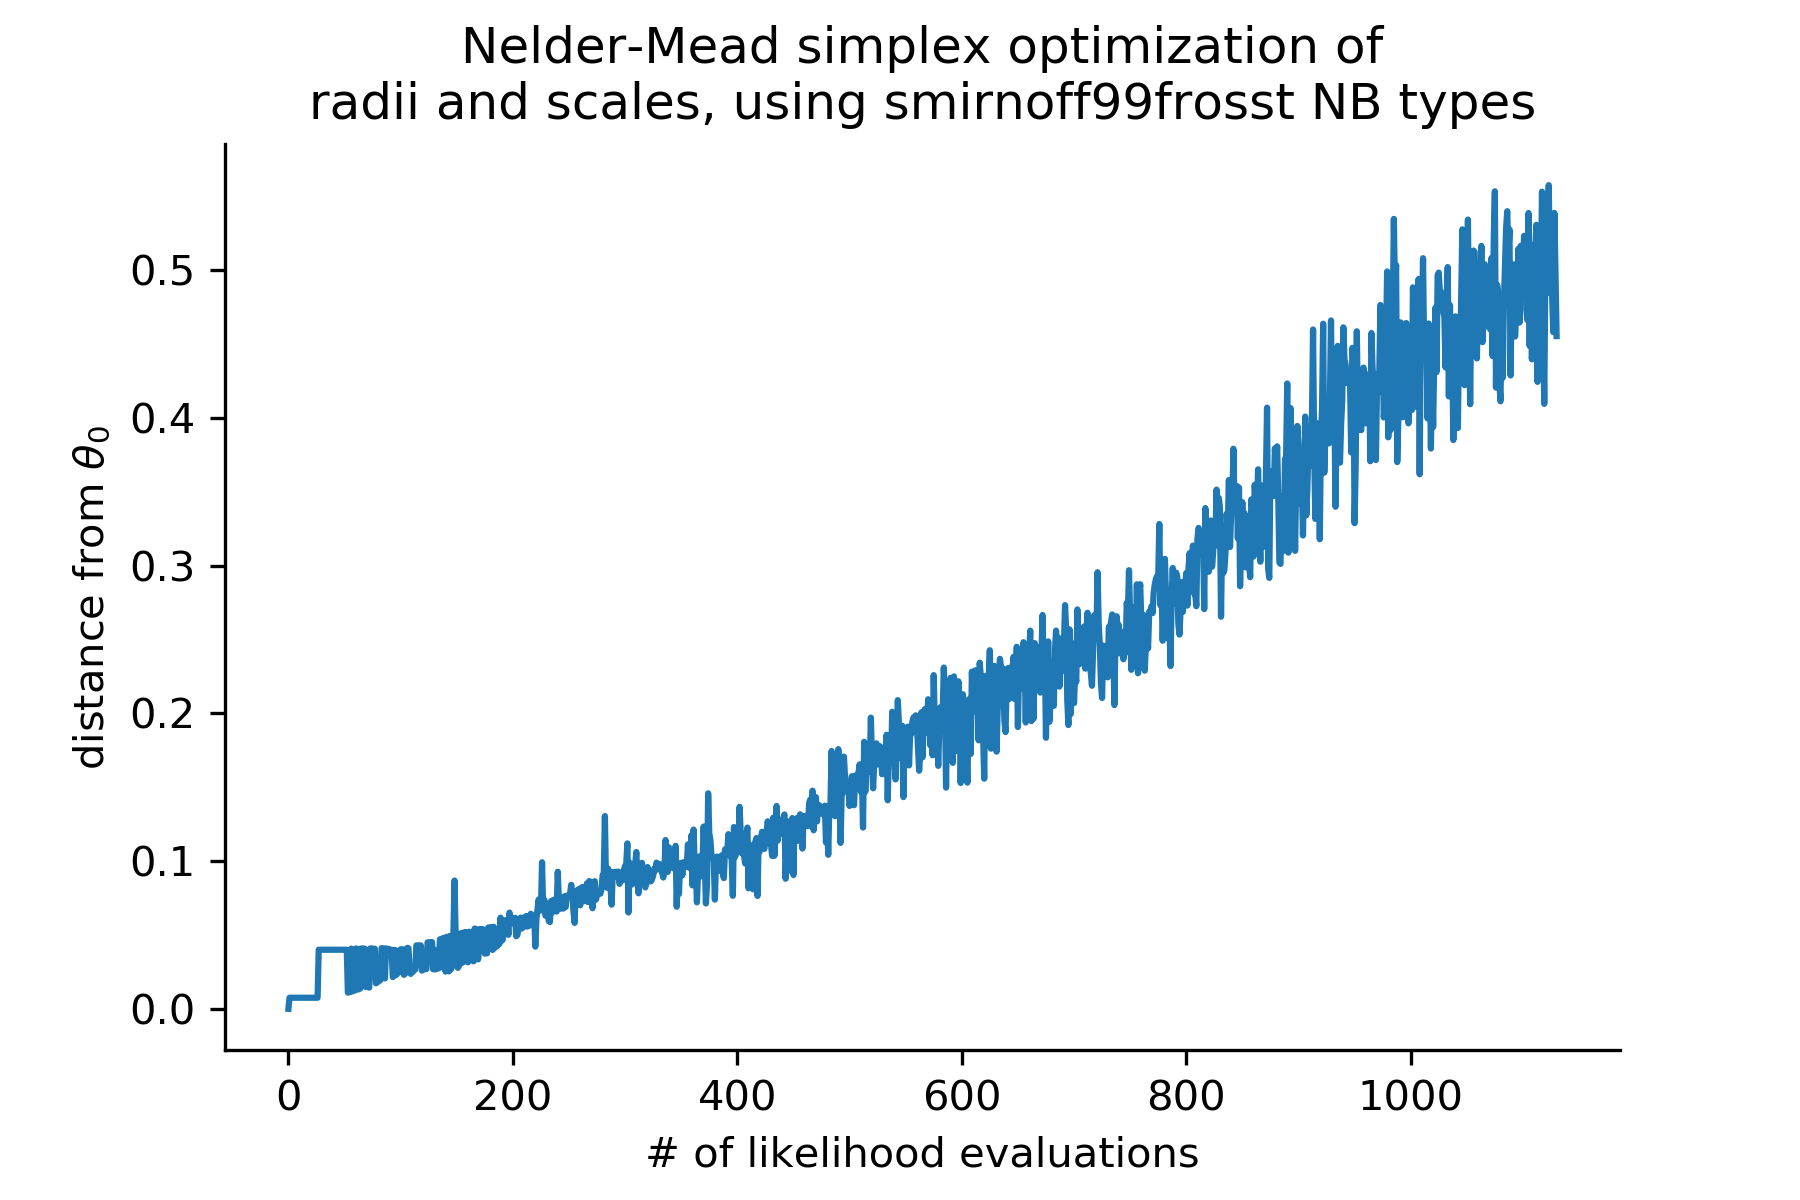 Nelder-Mead simplex optimization of
radii and scales, using smirnoff99frosst NB types
distance from θ₀
0.5
0.4
0.3
0.2
0.1
0.0
0 200 400 600 800 1000
# of likelihood evaluations